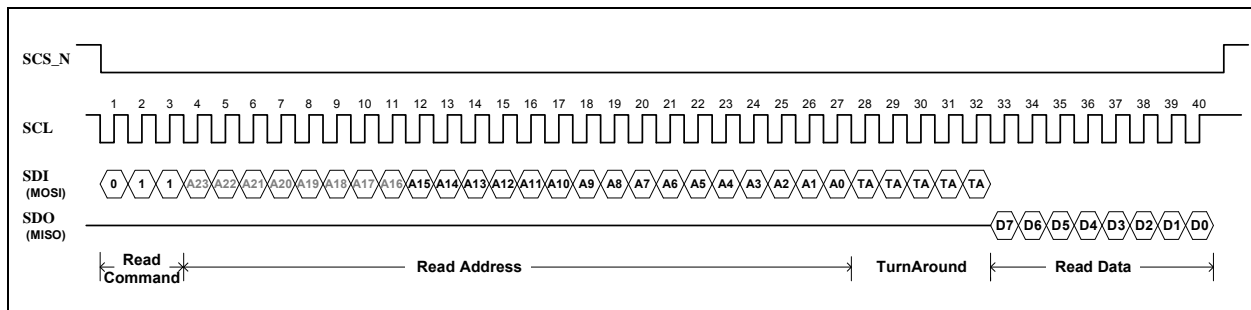 SCS_N
1 2 3 4 5 6 7 8 9 10 11 12 13 14 15 16 17 18 19 20 21 22 23 24 25 26 27 28 29 30 31 32 33 34 35 36 37 38 39 40
SCL
SDI
(MOSI)
0 1 1 A23 A22 A21 A20 A19 A18 A17 A16 A15 A14 A13 A12 A11 A10 A9 A8 A7 A6 A5 A4 A3 A2 A1 A0 TA TA TA TA TA
SDO
(MISO)
D7 D6 D5 D4 D3 D2 D1 D0
Read
Command
Read Address
TurnAround
Read Data